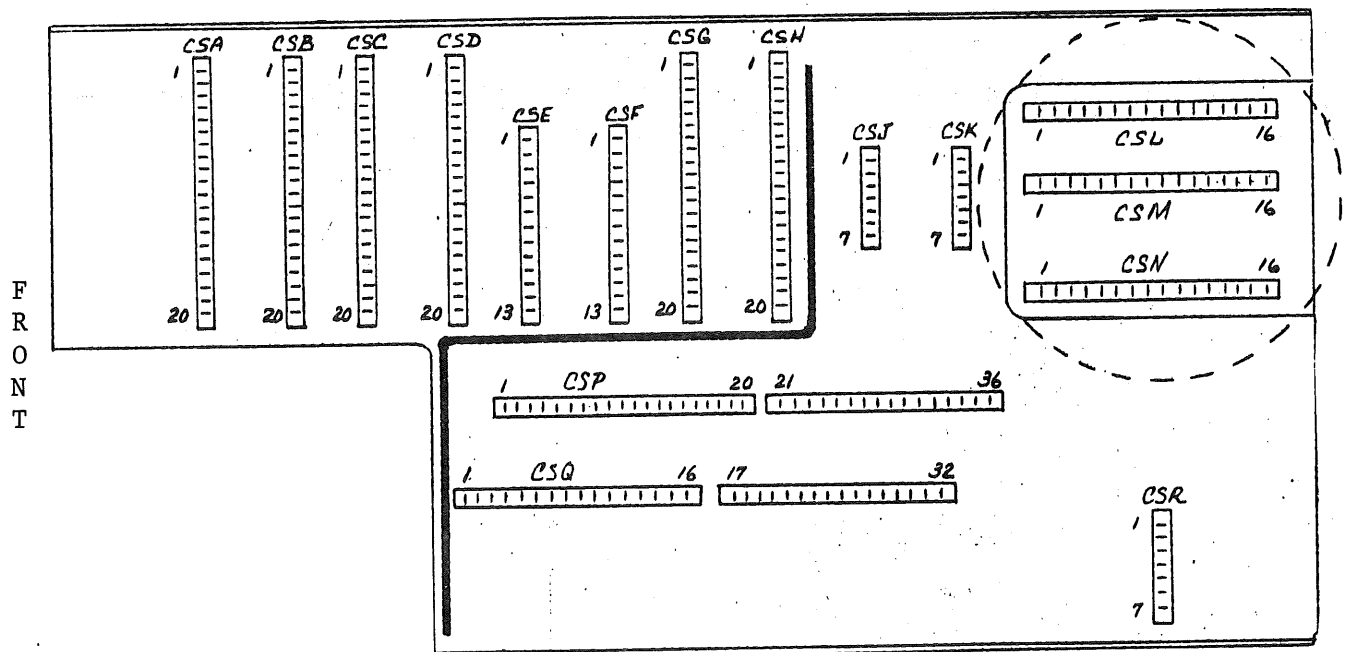 CSA CSB CSC CSD CSG CSH
1 1 1 1 1 1
CSE CSF
1 1
CSJ CSK
1 1
7 7
1 16
CSL
1 16
CSM
1 CSN 16
20 20 20 20 13 13 20 20
FRONT
1 CSP 20 21 36
1 CSQ 16 17 32
CSR
1
7